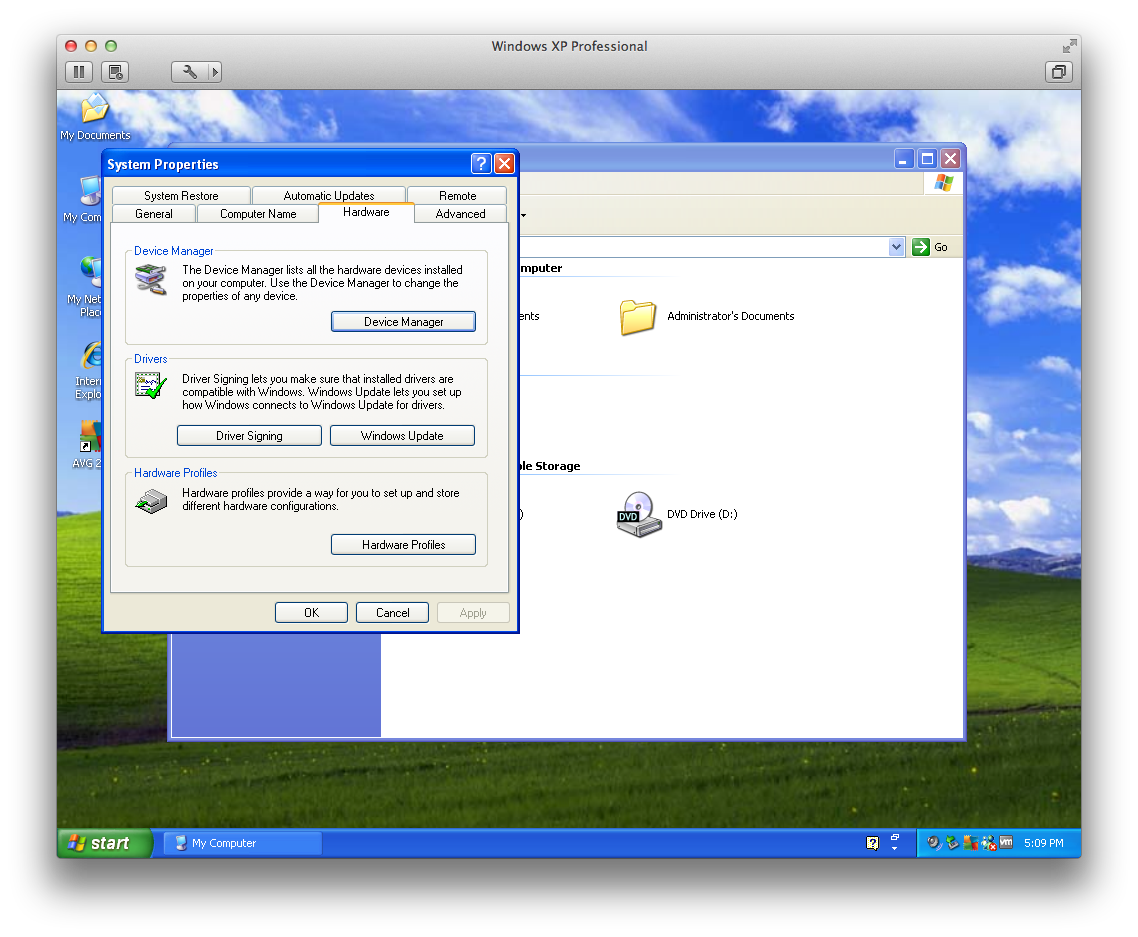 Windows XP Professional
My Documents
System Properties
System Restore
Automatic Updates
Remote
General
Computer Name
Hardware
Advanced
My Com
Device Manager
The Device Manager lists all the hardware devices installed
on your computer. Use the Device Manager to change the
properties of any device.
Device Manager
Go
mputer
ents
Administrator's Documents
My Net
Place
Drivers
Driver Signing lets you make sure that installed drivers are
compatible with Windows. Windows Update lets you set up
how Windows connects to Windows Update for drivers.
Driver Signing
Windows Update
Inter
Explo
AVG 2
Hardware Profiles
Hardware profiles provide a way for you to set up and store
different hardware configurations.
Hardware Profiles
ble Storage
)
DVD
DVD Drive (D:)
OK
Cancel
Apply
start
My Computer
vm
5:09 PM